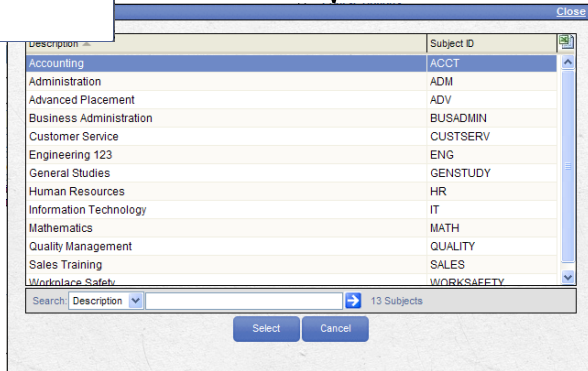 Close
Description Subject ID
Accounting ACCT
Administration ADM
Advanced Placement ADV
Business Administration BUSADMIN
Customer Service CUSTSERV
Engineering 123 ENG
General Studies GENSTUDY
Human Resources HR
Information Technology IT
Mathematics MATH
Quality Management QUALITY
Sales Training SALES
Workplace Safety WORKSAFETY
Search: Description 13 Subjects
Select Cancel